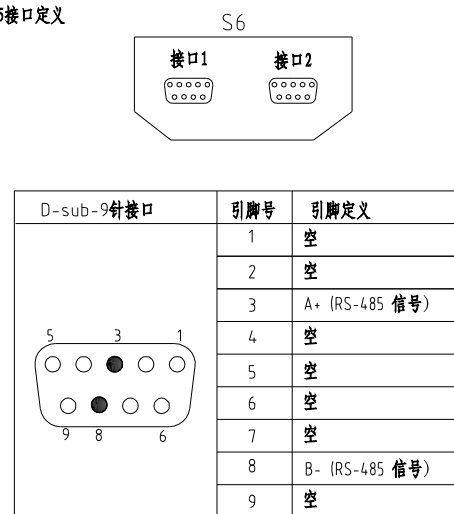 5接口定义
S6
接口1 接口2
D-sub-9针接口 引脚号 引脚定义
1 空
2 空
3 A+ (RS-485 信号)
4 空
5 空
6 空
7 空
8 B- (RS-485 信号)
9 空
5 3 1
9 8 6